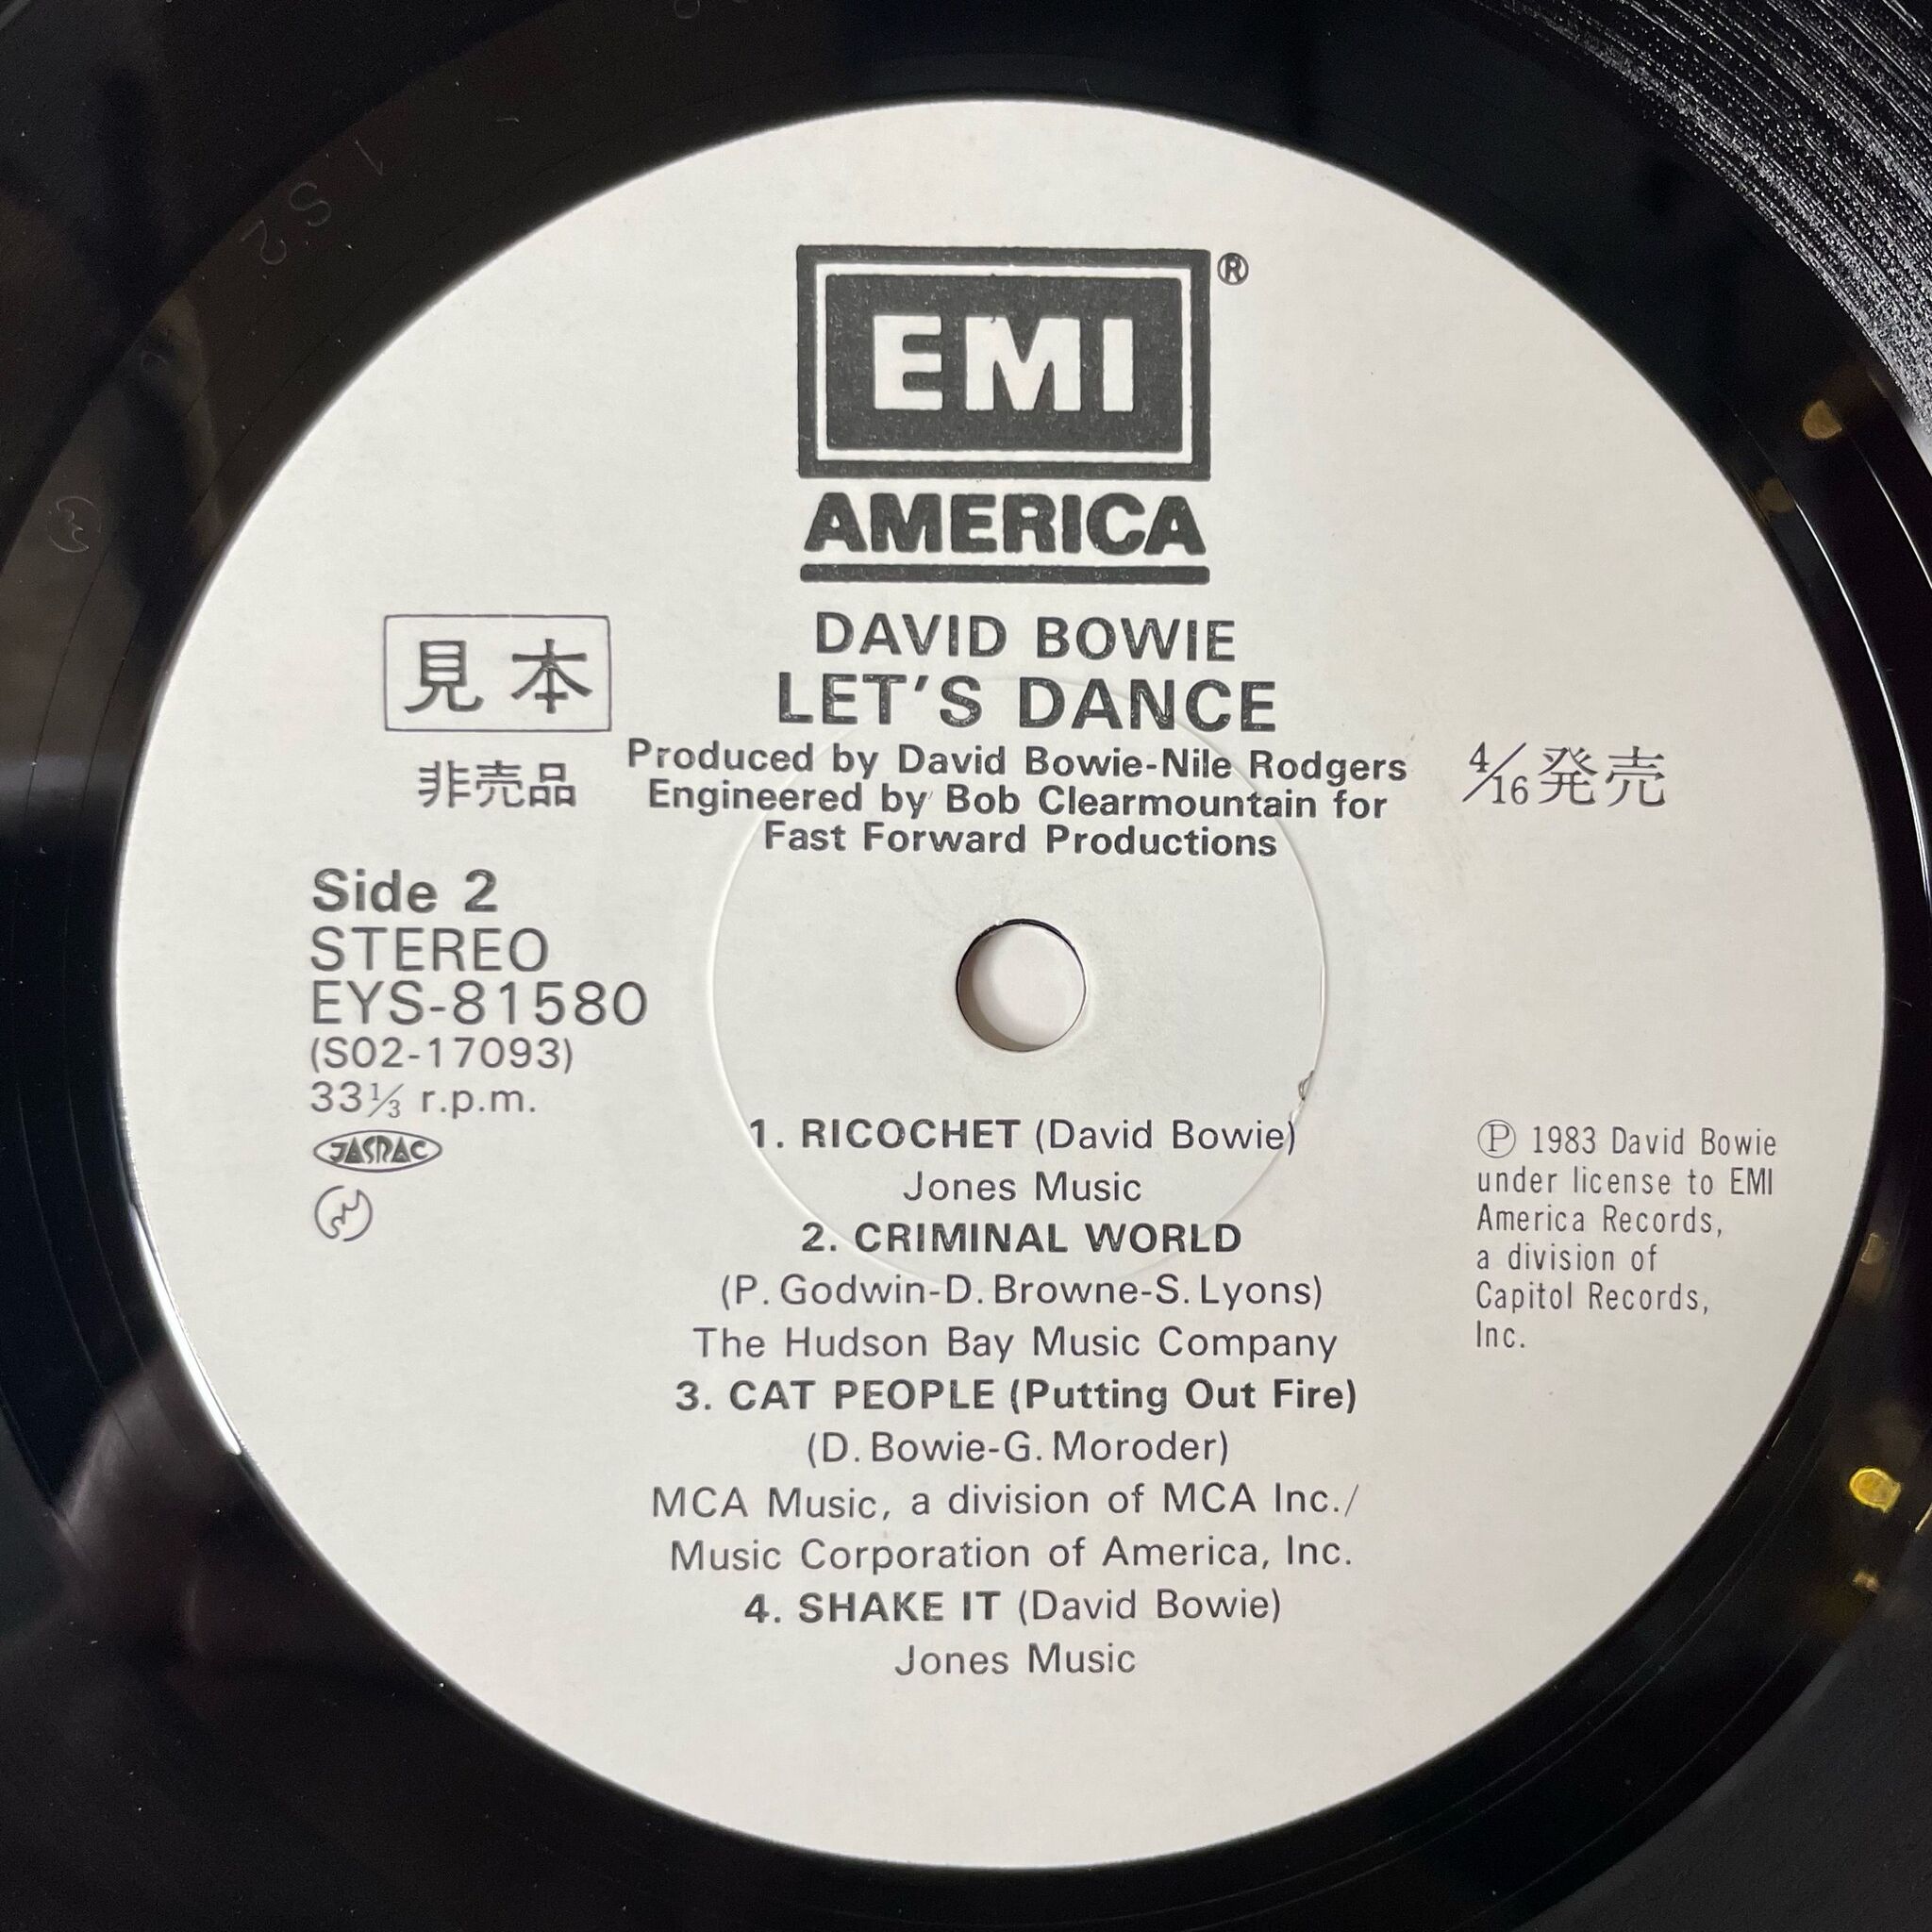 EMI ®
AMERICA
DAVID BOWIE
LET'S DANCE
Produced by David Bowie-Nile Rodgers
Engineered by Bob Clearmountain for
Fast Forward Productions
見本
非売品
4/16発売
Side 2
STEREO
EYS-81580
(S02-17093)
33⅓ r.p.m.
JASRAC
1. RICOCHET (David Bowie)
Jones Music
2. CRIMINAL WORLD
(P. Godwin-D. Browne-S. Lyons)
The Hudson Bay Music Company
3. CAT PEOPLE (Putting Out Fire)
(D. Bowie-G. Moroder)
MCA Music, a division of MCA Inc./
Music Corporation of America, Inc.
4. SHAKE IT (David Bowie)
Jones Music
℗ 1983 David Bowie
under license to EMI
America Records,
a division of
Capitol Records,
Inc.
1 S 2